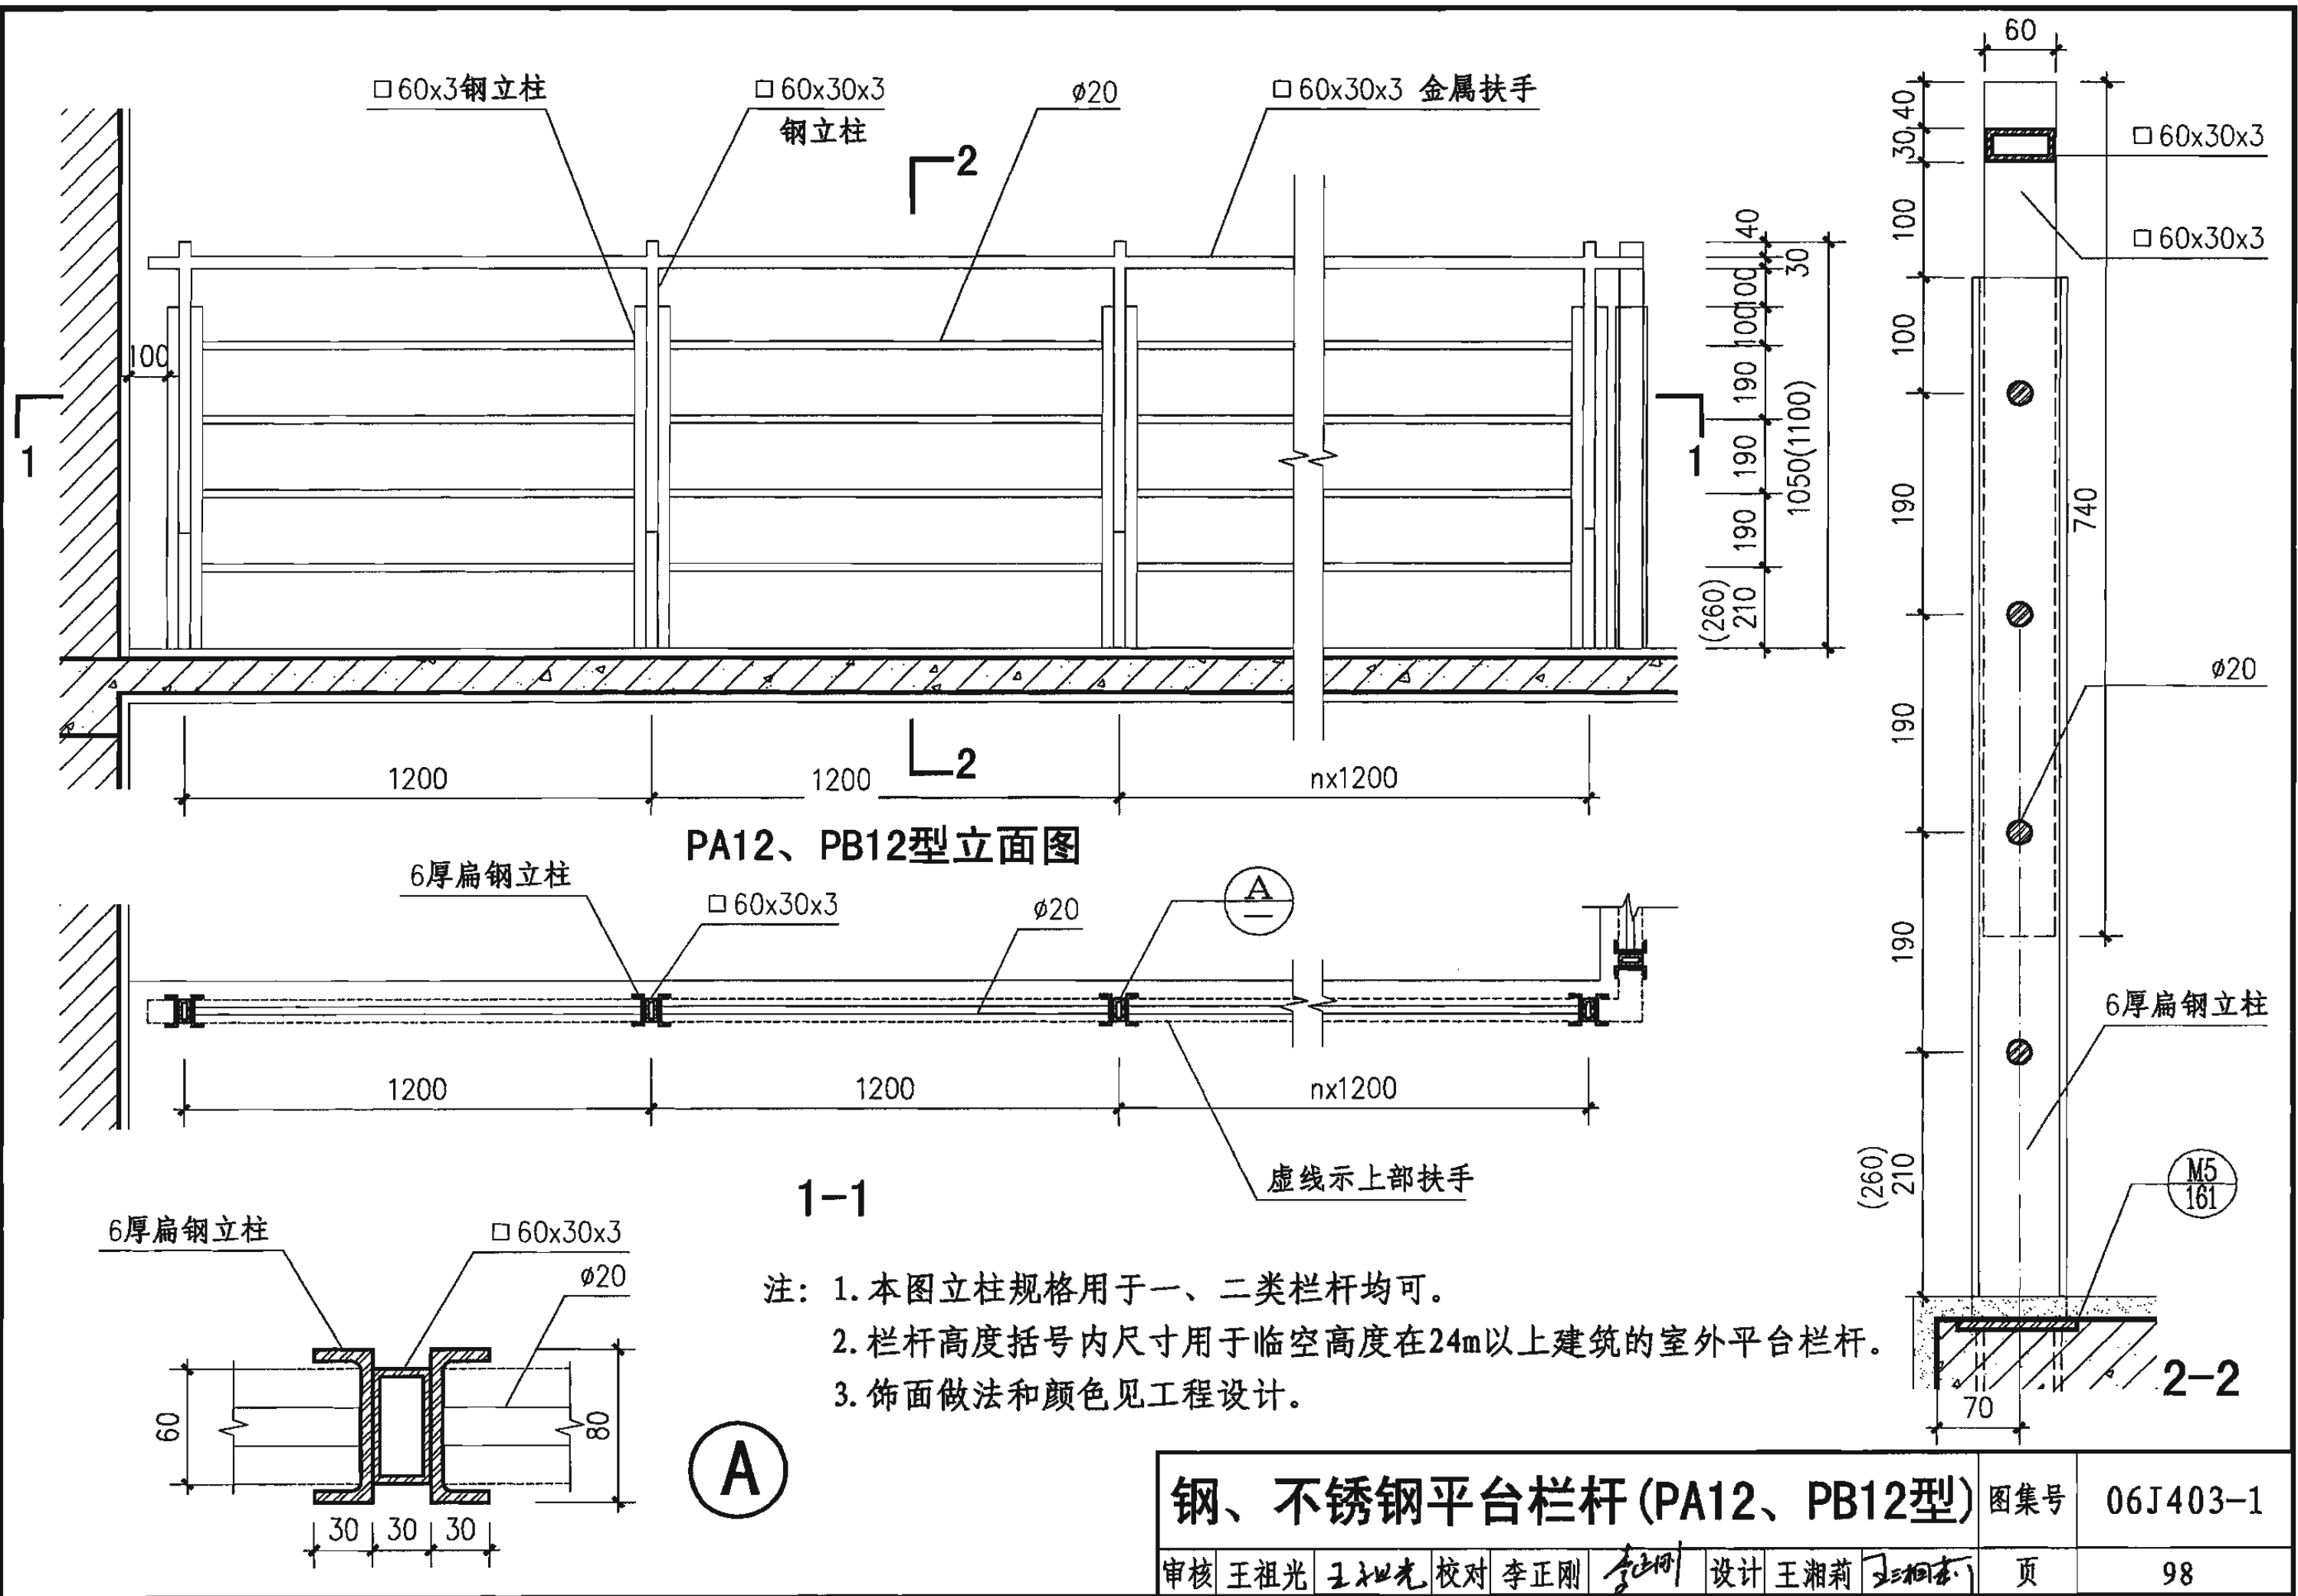 □60x3钢立柱
□60x30x3
钢立柱
ø20
□60x30x3 金属扶手
2
2
1
1
100
40
30
100
100
190
190
190
(260)
210
1050(1100)
1200
1200
nx1200
PA12、PB12型立面图
6厚扁钢立柱
□60x30x3
ø20
A
1200
1200
nx1200
虚线示上部扶手
1-1
6厚扁钢立柱
□60x30x3
ø20
60
80
30
30
30
A
60
40
30
100
100
190
190
190
(260)
210
740
□60x30x3
□60x30x3
ø20
6厚扁钢立柱
M5
161
70
2-2
注: 1.本图立柱规格用于一、二类栏杆均可。
2.栏杆高度括号内尺寸用于临空高度在24m以上建筑的室外平台栏杆。
3.饰面做法和颜色见工程设计。
钢、不锈钢平台栏杆(PA12、PB12型)
图集号
06J403-1
审核 王祖光 王祖光 校对 李正刚 李正刚 设计 王湘莉
页
98